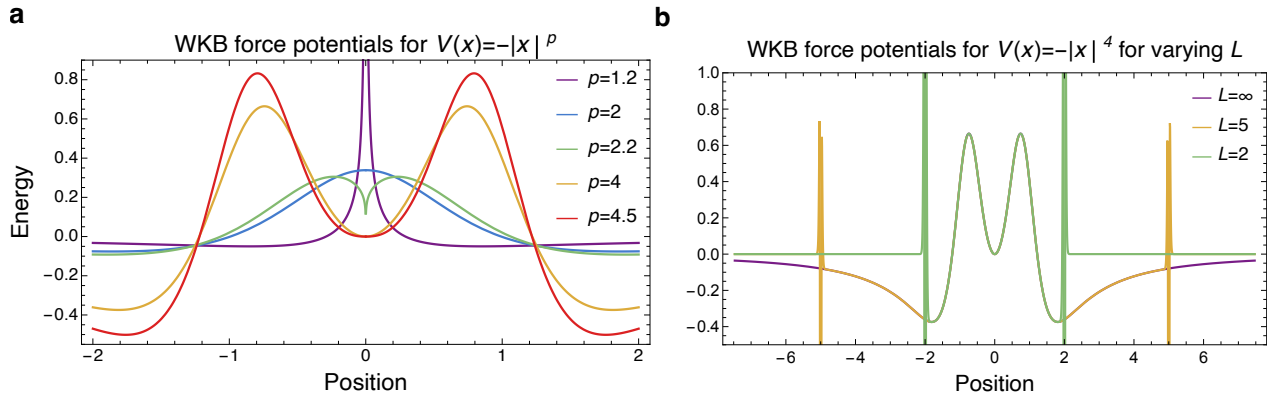 a
WKB force potentials for V(x)=−|x|^p
0.8
0.6
0.4
0.2
0.0
−0.2
−0.4
Energy
p=1.2
p=2
p=2.2
p=4
p=4.5
−2
−1
0
1
2
Position
b
WKB force potentials for V(x)=−|x|^4 for varying L
1.0
0.8
0.6
0.4
0.2
0.0
−0.2
−0.4
L=∞
L=5
L=2
−6
−4
−2
0
2
4
6
Position